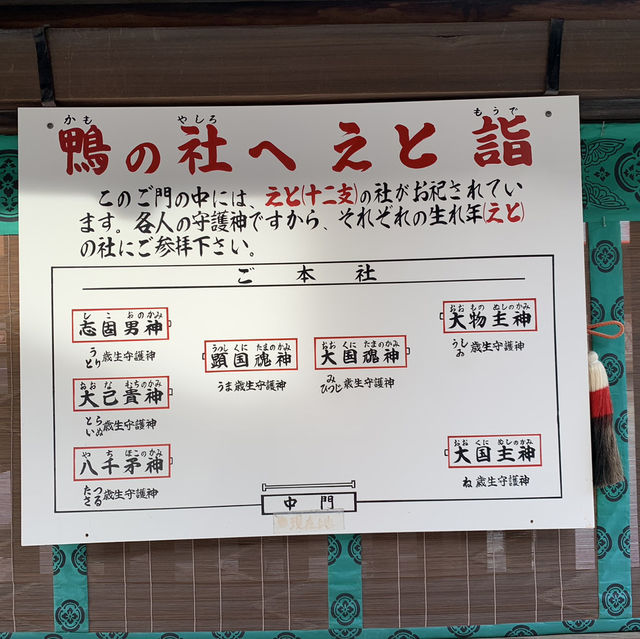 かも やしろ もうで
鴨の社へえと詣
このご門の中には、えと(十二支)の社がお祀されてい
ます。各人の守護神ですから、それぞれの生れ年(えと)
の社にご参拝下さい。
ご本社
しこおのかみ
志固男神
う
とり歳生守護神
おおなむちのかみ
大己貴神
とら
いぬ歳生守護神
やちほこのかみ
八千矛神
たつ
さる歳生守護神
うつしくにたまのかみ
顕国魂神
うま歳生守護神
おおくにたまのかみ
大国魂神
み
ひつじ歳生守護神
おおものぬしのかみ
大物主神
うし
歳生守護神
おおくにぬしのかみ
大国主神
ね歳生守護神
中門
現在地